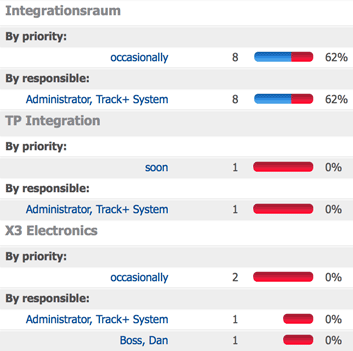 Integrationsraum
By priority:
occasionally 8 62%
By responsible:
Administrator, Track+ System 8 62%
TP Integration
By priority:
soon 1 0%
By responsible:
Administrator, Track+ System 1 0%
X3 Electronics
By priority:
occasionally 2 0%
By responsible:
Administrator, Track+ System 1 0%
Boss, Dan 1 0%